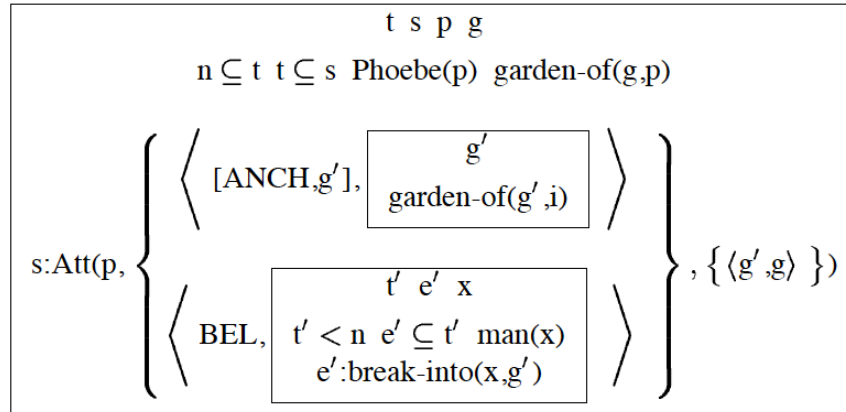 t s p g
n ⊆ t t ⊆ s Phoebe(p) garden-of(g,p)
g′
[ANCH,g′],
garden-of(g′,i)
s:Att(p, , { ⟨g′,g⟩ })
t′ e′ x
BEL, t′ < n e′ ⊆ t′ man(x)
e′:break-into(x,g′)